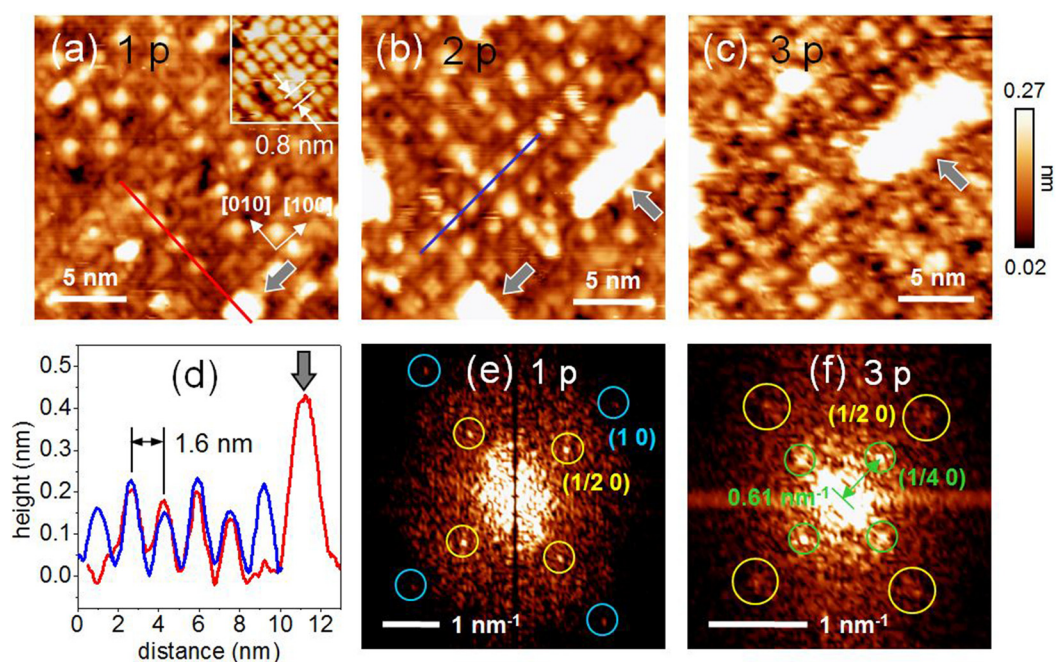 (a) 1 p
0.8 nm
[010] [100]
5 nm
(b) 2 p
5 nm
(c) 3 p
5 nm
0.27
nm
0.02
(d)
height (nm)
0.5
0.4
0.3
0.2
0.1
0.0
1.6 nm
0 2 4 6 8 10 12
distance (nm)
(e) 1 p
(1 0)
(1/2 0)
1 nm-1
(f) 3 p
(1/2 0)
(1/4 0)
0.61 nm-1
1 nm-1